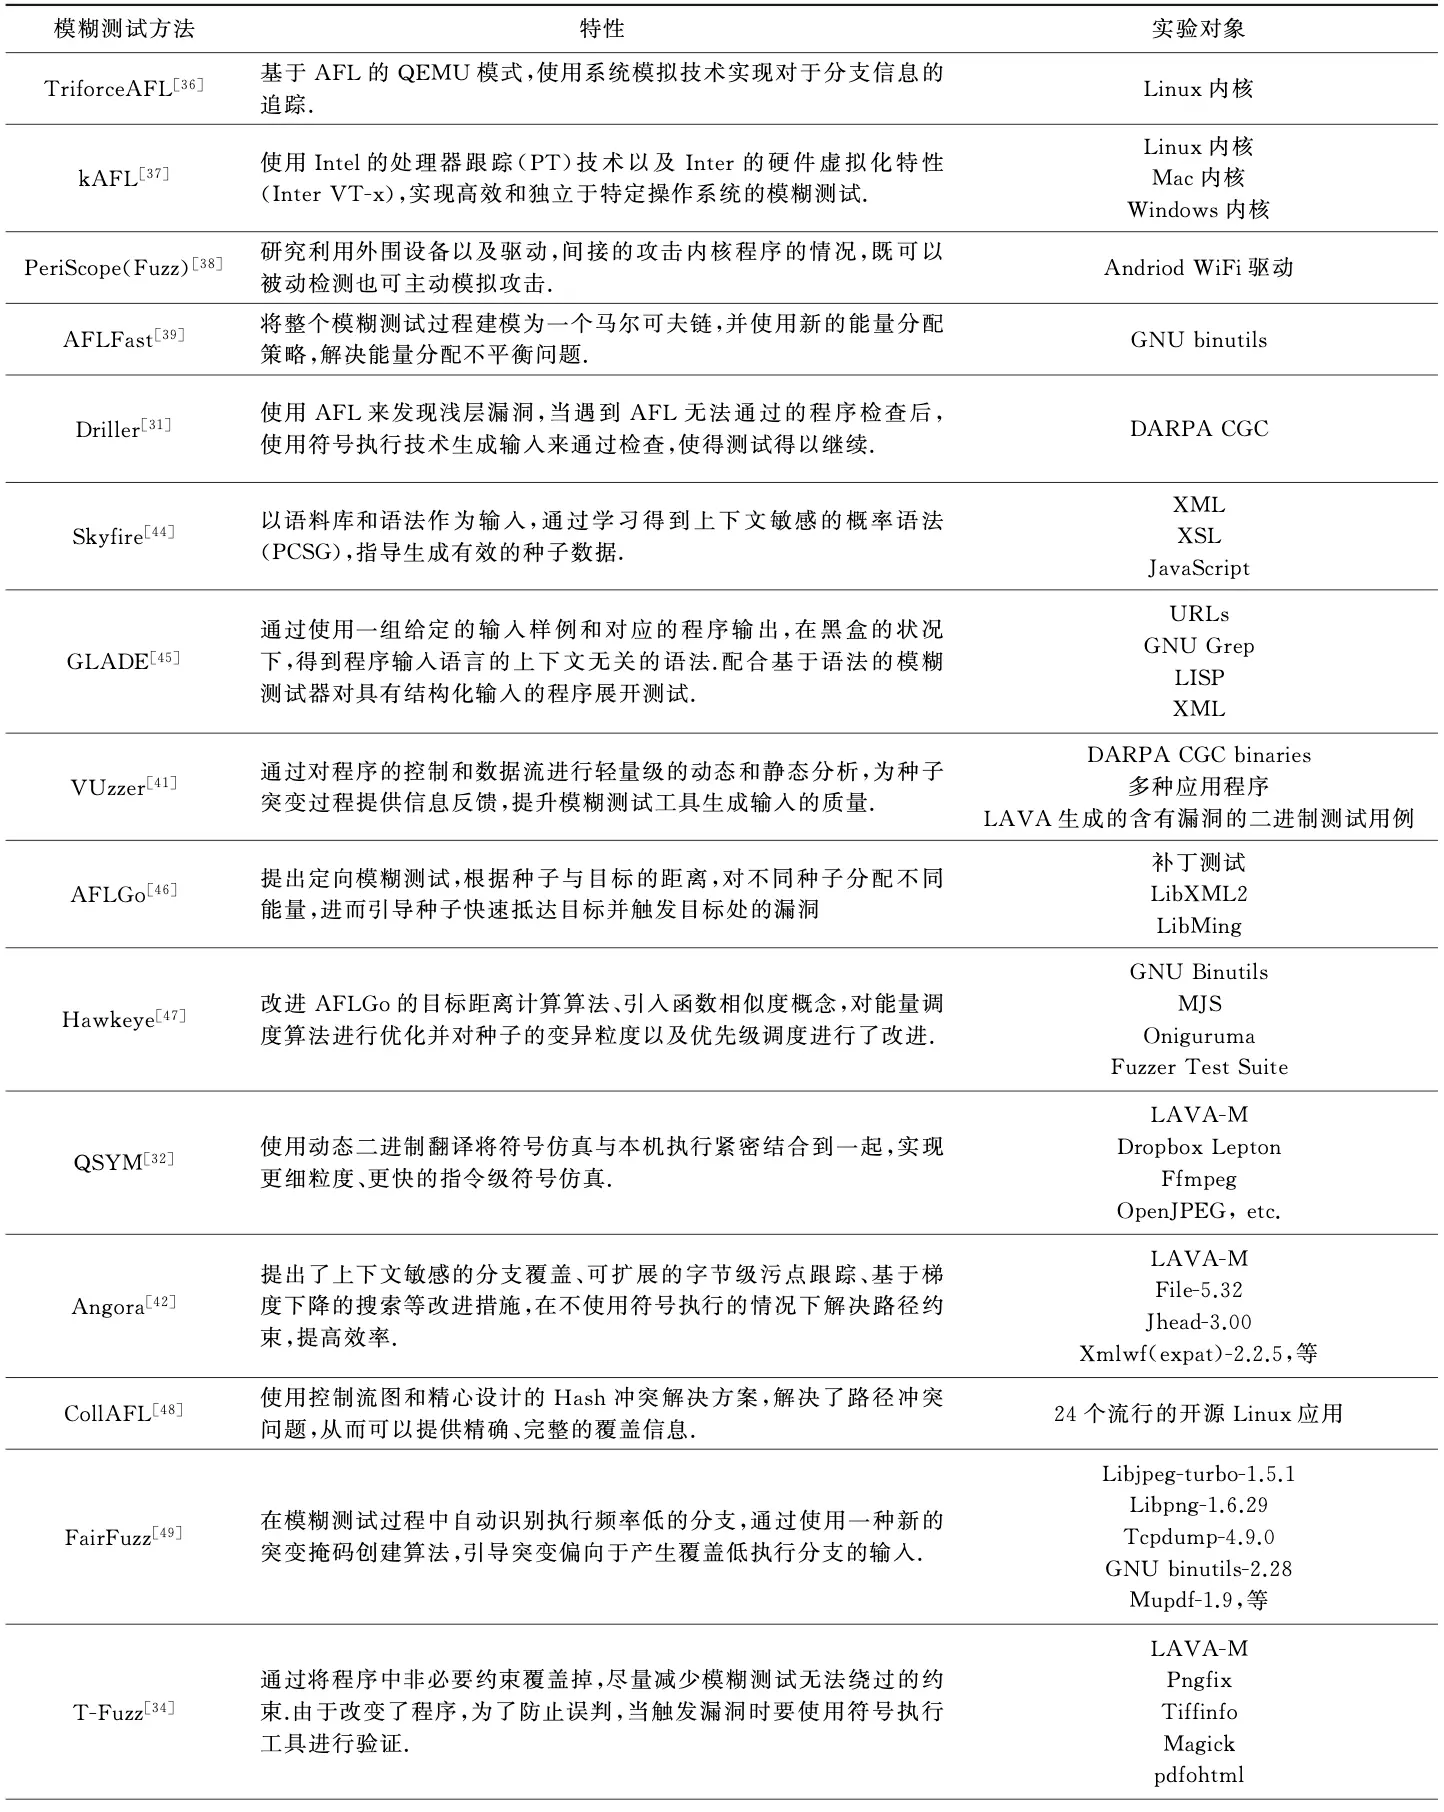 模糊测试方法 特性 实验对象
TriforceAFL[36]
基于 AFL 的 QEMU 模式,使用系统模拟技术实现对于分支信息的
追踪.
Linux 内核
kAFL[37]
使用 Intel 的处理器跟踪(PT)技术以及 Inter 的硬件虚拟化特性
(Inter VT-x),实现高效和独立于特定操作系统的模糊测试.
Linux 内核
Mac 内核
Windows 内核
PeriScope(Fuzz)[38]
研究利用外围设备以及驱动,间接的攻击内核程序的情况,既可以
被动检测也可主动模拟攻击.
Andriod WiFi 驱动
AFLFast[39]
将整个模糊测试过程建模为一个马尔可夫链,并使用新的能量分配
策略,解决能量分配不平衡问题.
GNU binutils
Driller[31]
使用 AFL 来发现浅层漏洞,当遇到 AFL 无法通过的程序检查后,
使用符号执行技术生成输入来通过检查,使得测试得以继续.
DARPA CGC
Skyfire[44]
以语料库和语法作为输入,通过学习得到上下文敏感的概率语法
(PCSG),指导生成有效的种子数据.
XML
XSL
JavaScript
GLADE[45]
通过使用一组给定的输入样例和对应的程序输出,在黑盒的状况
下,得到程序输入语言的上下文无关的语法.配合基于语法的模糊
测试器对具有结构化输入的程序展开测试.
URLs
GNU Grep
LISP
XML
VUzzer[41]
通过对程序的控制和数据流进行轻量级的动态和静态分析,为种子
突变过程提供信息反馈,提升模糊测试工具生成输入的质量.
DARPA CGC binaries
多种应用程序
LAVA 生成的含有漏洞的二进制测试用例
AFLGo[46]
提出定向模糊测试,根据种子与目标的距离,对不同种子分配不同
能量,进而引导种子快速抵达目标并触发目标处的漏洞
补丁测试
LibXML2
LibMing
Hawkeye[47]
改进 AFLGo 的目标距离计算算法、引入函数相似度概念,对能量调
度算法进行优化并对种子的变异粒度以及优先级调度进行了改进.
GNU Binutils
MJS
Oniguruma
Fuzzer Test Suite
QSYM[32]
使用动态二进制翻译将符号仿真与本机执行紧密结合到一起,实现
更细粒度、更快的指令级符号仿真.
LAVA-M
Dropbox Lepton
Ffmpeg
OpenJPEG, etc.
Angora[42]
提出了上下文敏感的分支覆盖、可扩展的字节级污点跟踪、基于梯
度下降的搜索等改进措施,在不使用符号执行的情况下解决路径约
束,提高效率.
LAVA-M
File-5.32
Jhead-3.00
Xmlwf(expat)-2.2.5,等
CollAFL[48]
使用控制流图和精心设计的 Hash 冲突解决方案,解决了路径冲突
问题,从而可以提供精确、完整的覆盖信息.
24 个流行的开源 Linux 应用
FairFuzz[49]
在模糊测试过程中自动识别执行频率低的分支,通过使用一种新的
突变掩码创建算法,引导突变偏向于产生覆盖低执行分支的输入.
Libjpeg-turbo-1.5.1
Libpng-1.6.29
Tcpdump-4.9.0
GNU binutils-2.28
Mupdf-1.9,等
T-Fuzz[34]
通过将程序中非必要约束覆盖掉,尽量减少模糊测试无法绕过的约
束.由于改变了程序,为了防止误判,当触发漏洞时要使用符号执行
工具进行验证.
LAVA-M
Pngfix
Tiffinfo
Magick
pdfohtml